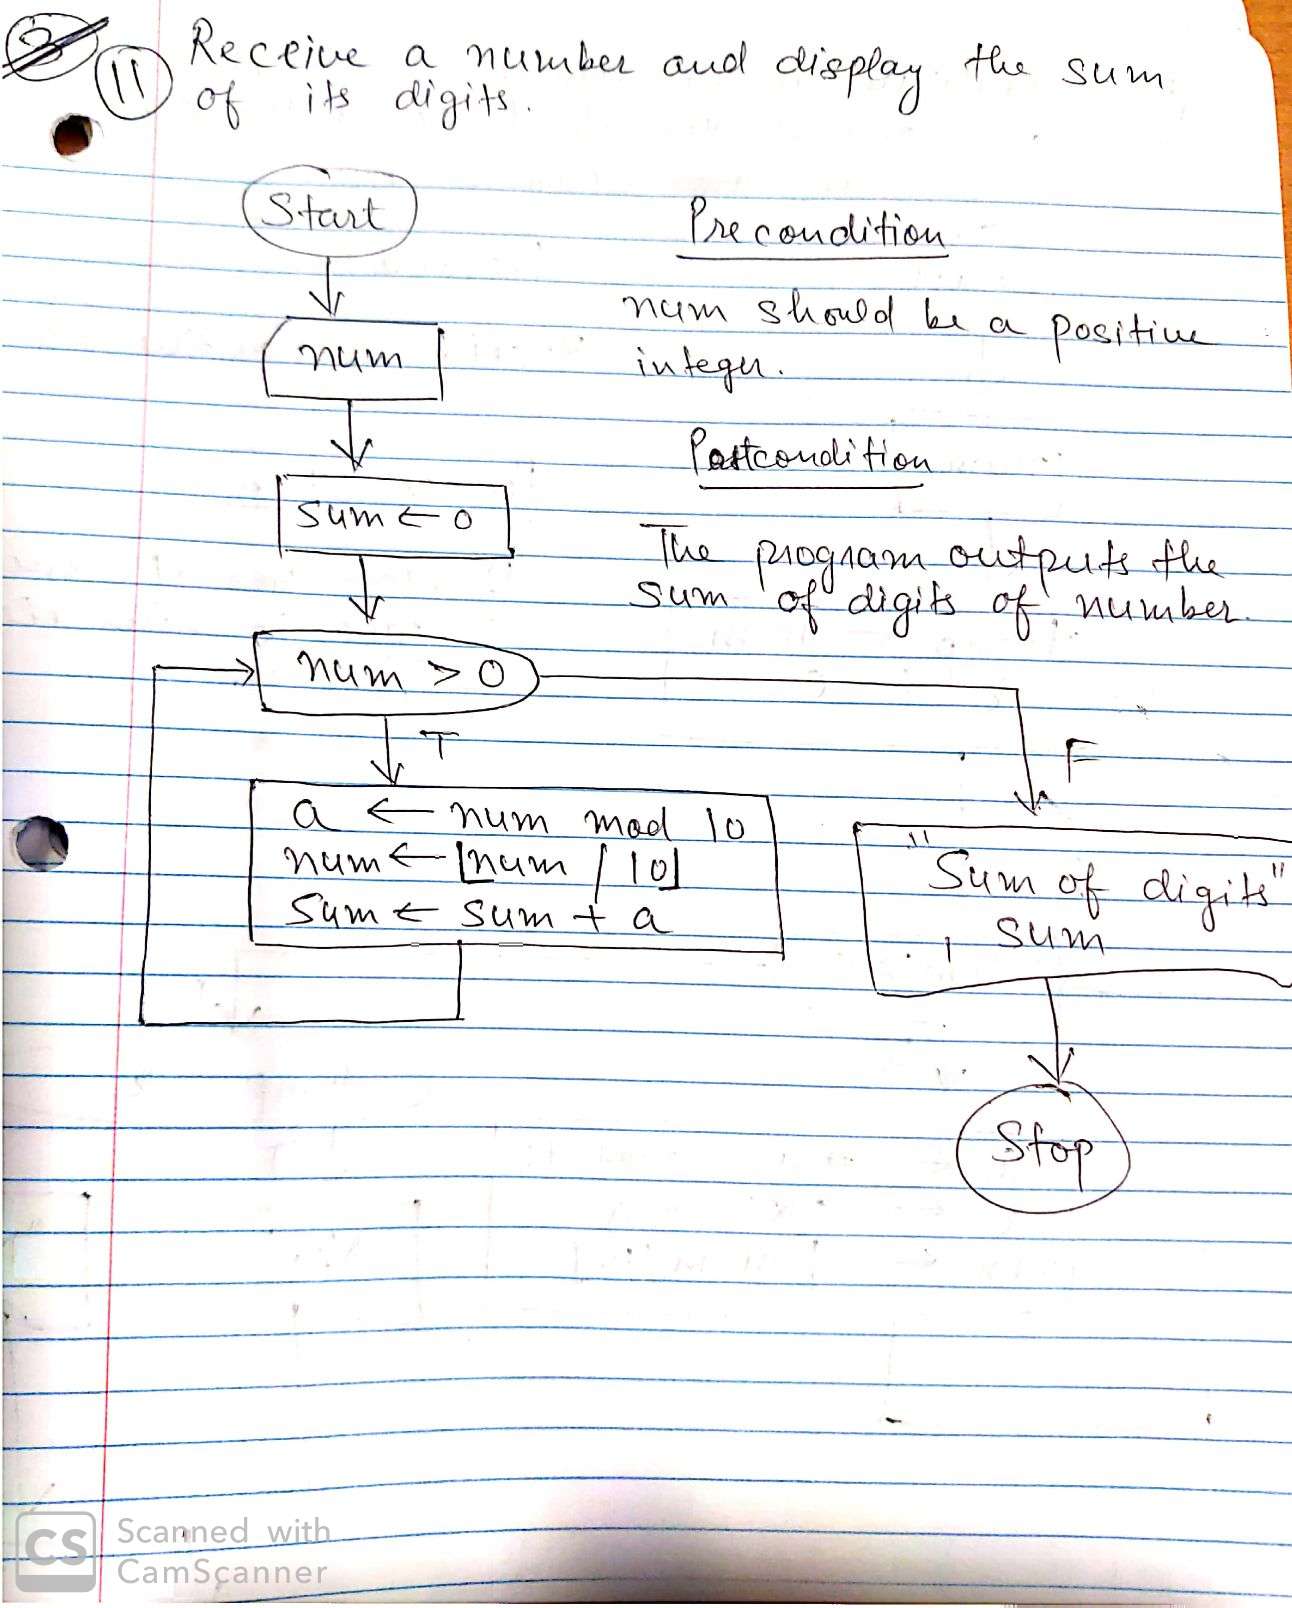 3
11
Receive a number and display the sum
of its digits.
Start
Precondition
num should be a positive
integer.
num
Postcondition
sum ← 0
The program outputs the
sum of digits of number.
num > 0
T
F
a ← num mod 10
num ← ⌊num / 10⌋
Sum ← sum + a
"Sum of digits"
, sum
Stop
CS
Scanned with
CamScanner